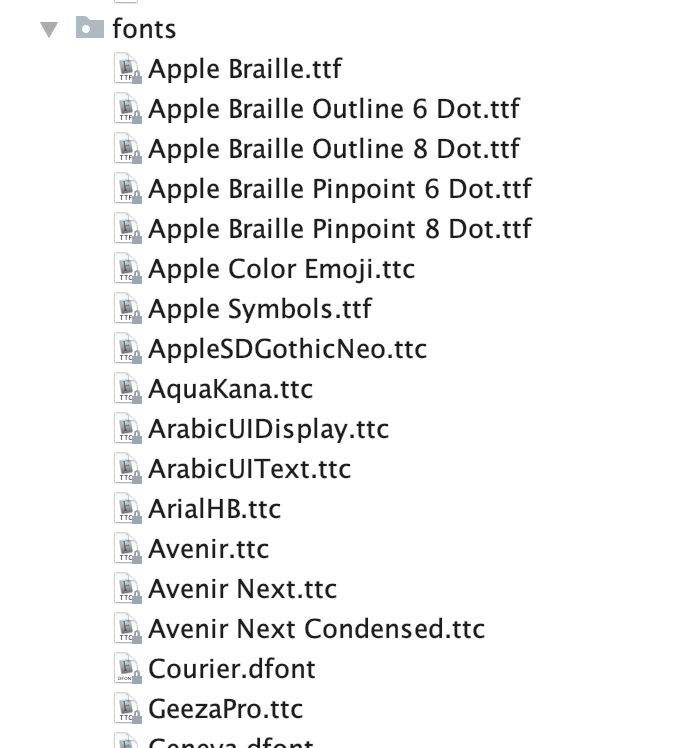 fonts
Apple Braille.ttf
Apple Braille Outline 6 Dot.ttf
Apple Braille Outline 8 Dot.ttf
Apple Braille Pinpoint 6 Dot.ttf
Apple Braille Pinpoint 8 Dot.ttf
Apple Color Emoji.ttc
Apple Symbols.ttf
AppleSDGothicNeo.ttc
AquaKana.ttc
ArabicUIDisplay.ttc
ArabicUIText.ttc
ArialHB.ttc
Avenir.ttc
Avenir Next.ttc
Avenir Next Condensed.ttc
Courier.dfont
GeezaPro.ttc
Geneva.dfont